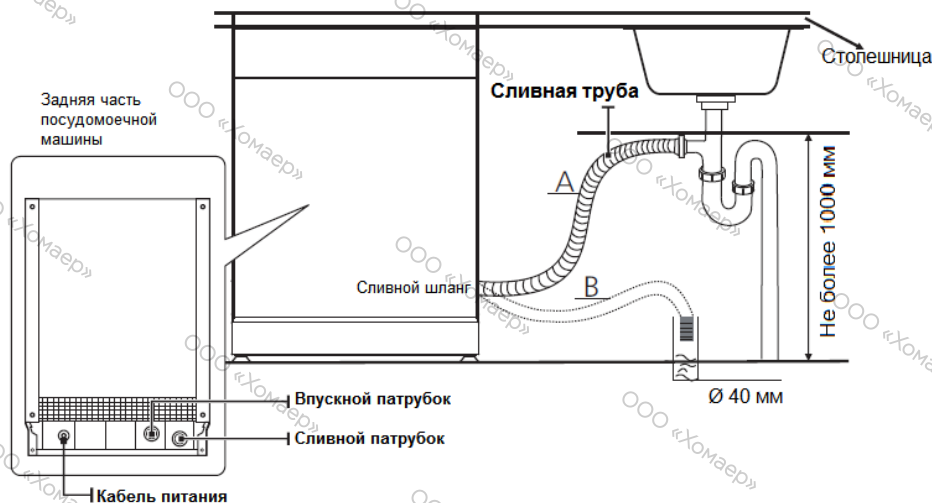 ООО «Хомаер»
Столешница
Сливная труба
Задняя часть
посудомоечной
машины
A
Не более 1000 мм
Сливной шланг
B
Ø 40 мм
Впускной патрубок
Сливной патрубок
Кабель питания